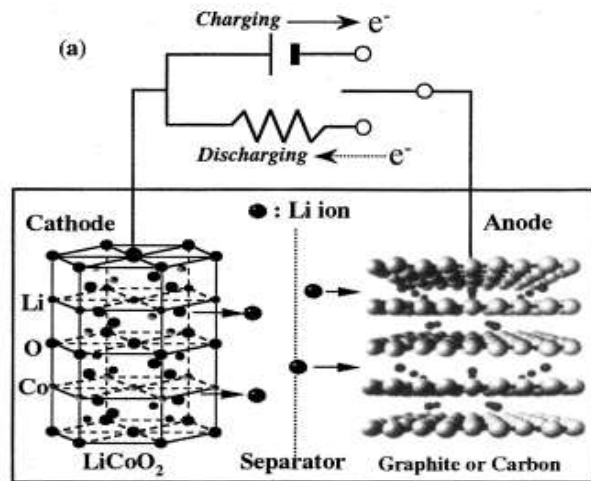 Charging e⁻
(a)
Discharging e⁻
Cathode
: Li ion
Anode
Li
O
Co
LiCoO₂
Separator
Graphite or Carbon